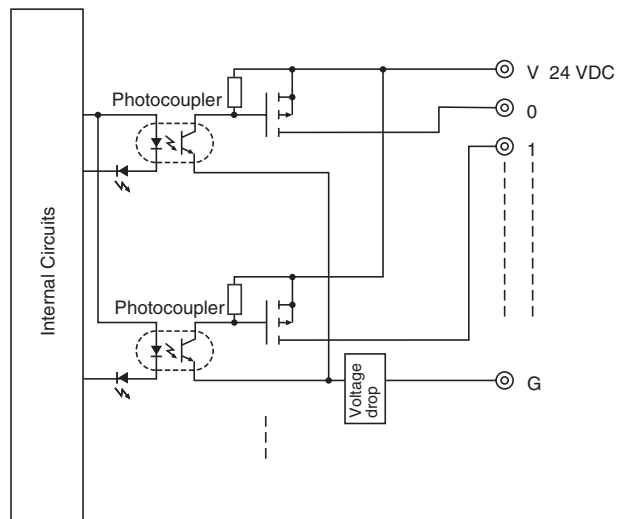 V 24 VDC
Photocoupler
0
1
Internal Circuits
Photocoupler
Voltage
drop
G